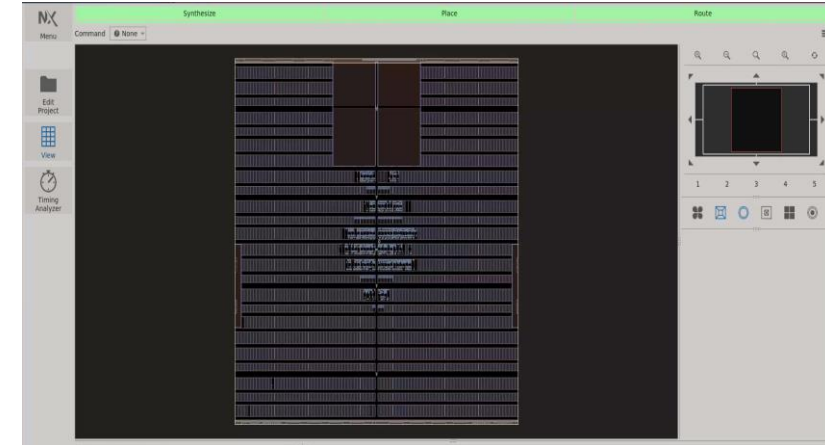 NX
Menu
Synthesize
Place
Route
Command
None
Edit
Project
View
Timing
Analyzer
1 2 3 4 5